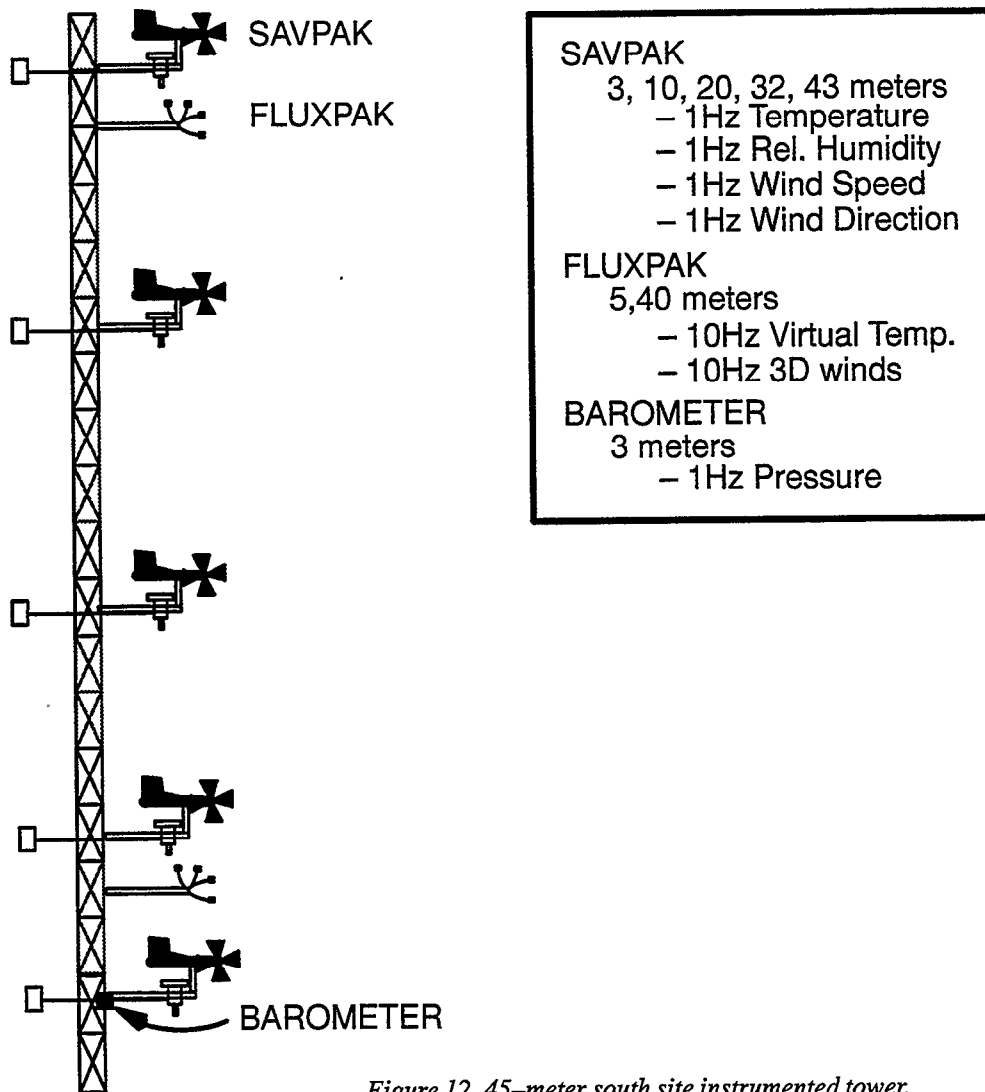 SAVPAK
FLUXPAK
BAROMETER
SAVPAK
3, 10, 20, 32, 43 meters
– 1Hz Temperature
– 1Hz Rel. Humidity
– 1Hz Wind Speed
– 1Hz Wind Direction
FLUXPAK
5,40 meters
– 10Hz Virtual Temp.
– 10Hz 3D winds
BAROMETER
3 meters
– 1Hz Pressure
Figure 12. 45–meter south site instrumented tower.